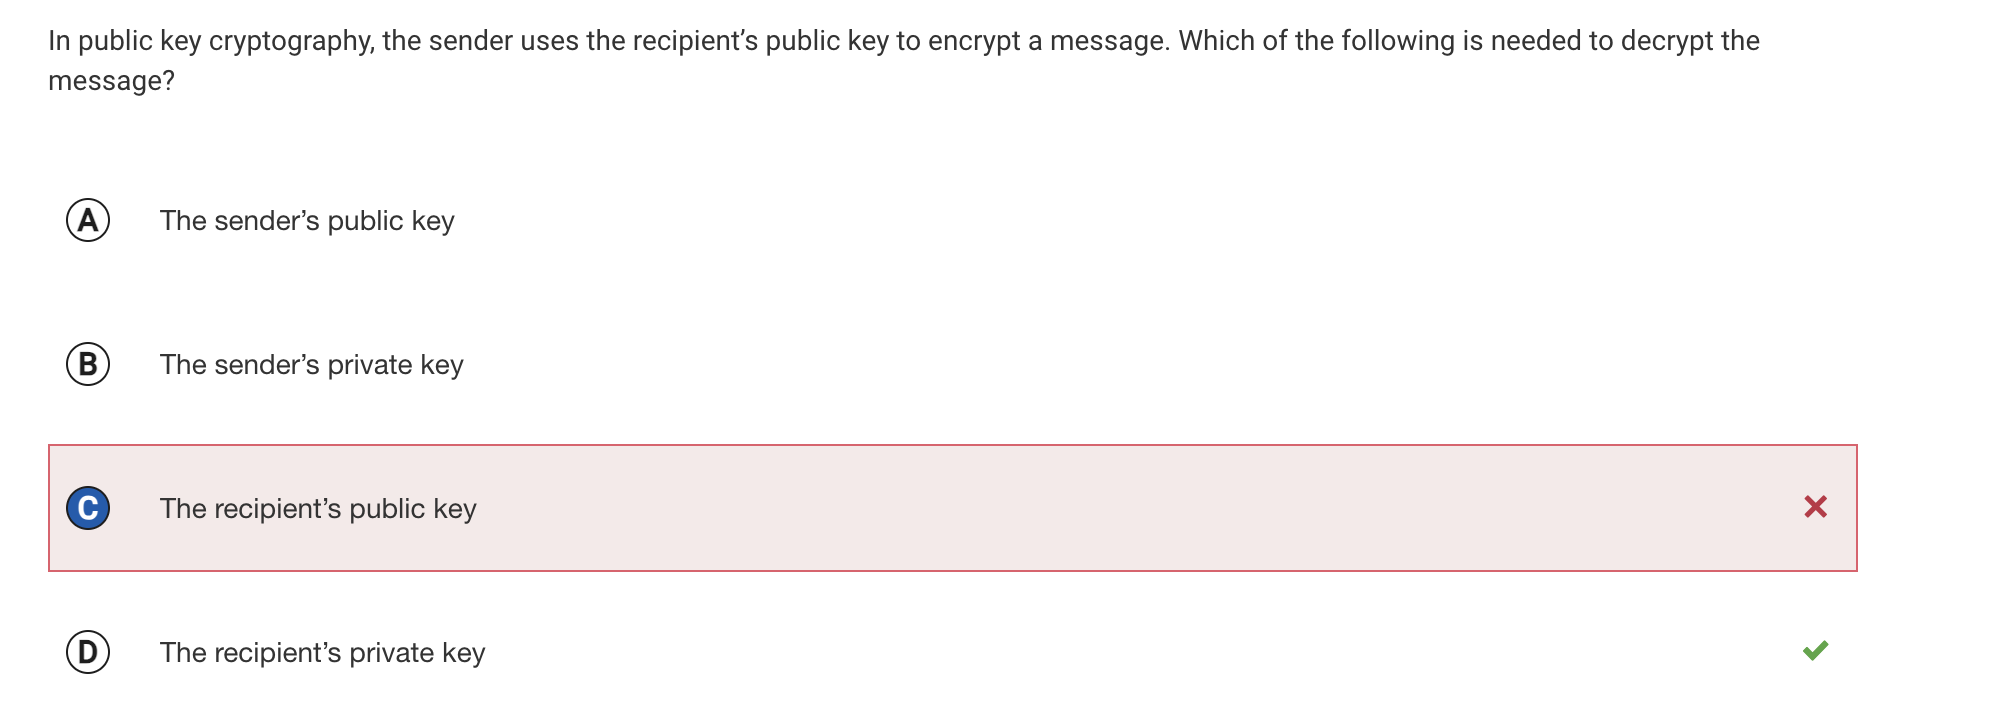 In public key cryptography, the sender uses the recipient’s public key to encrypt a message. Which of the following is needed to decrypt the
message?
A The sender’s public key
B The sender’s private key
C The recipient’s public key
D The recipient’s private key